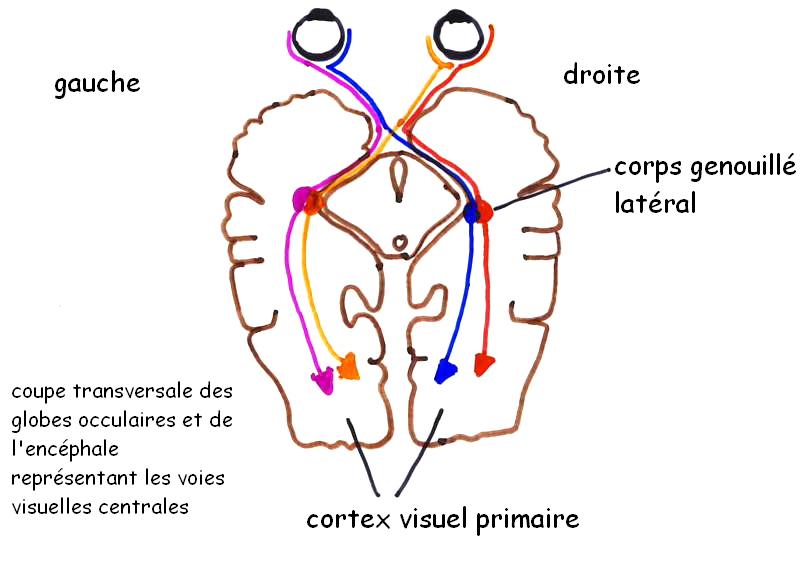 gauche
droite
corps genouillé
latéral
coupe transversale des
globes occulaires et de
l'encéphale
représentant les voies
visuelles centrales
cortex visuel primaire